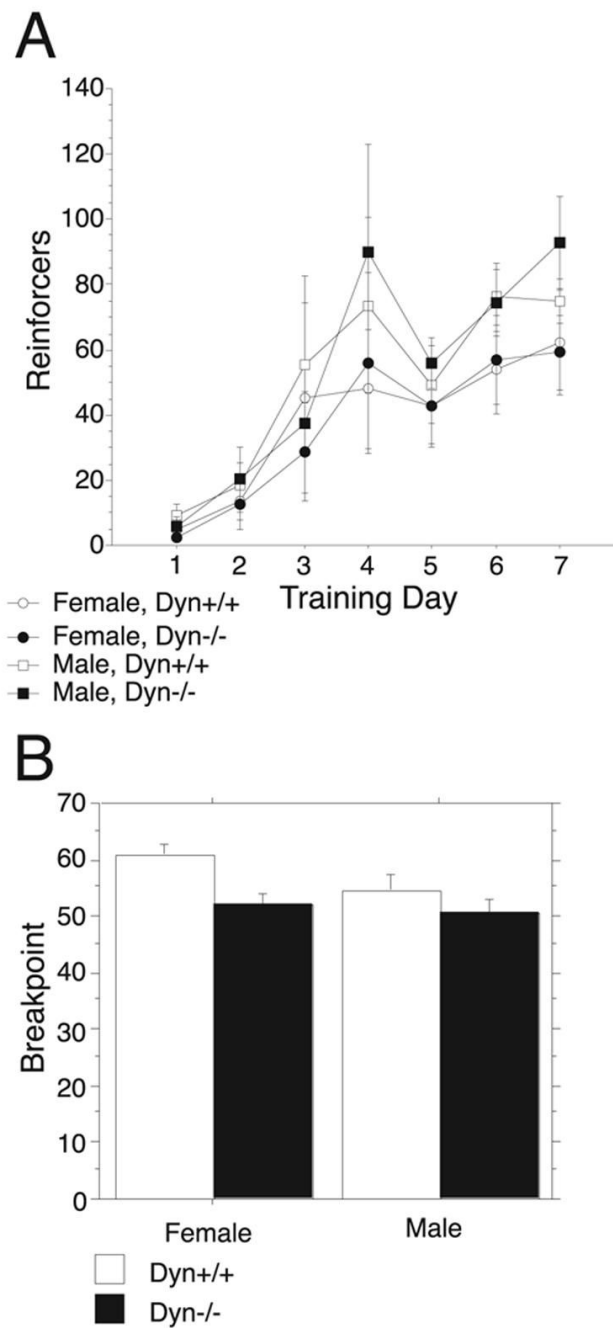 A
140
120
100
80
60
40
20
0
Reinforcers
1 2 3 4 5 6 7
Training Day
Female, Dyn+/+
Female, Dyn-/-
Male, Dyn+/+
Male, Dyn-/-
B
70
60
50
40
30
20
10
0
Breakpoint
Female Male
Dyn+/+
Dyn-/-